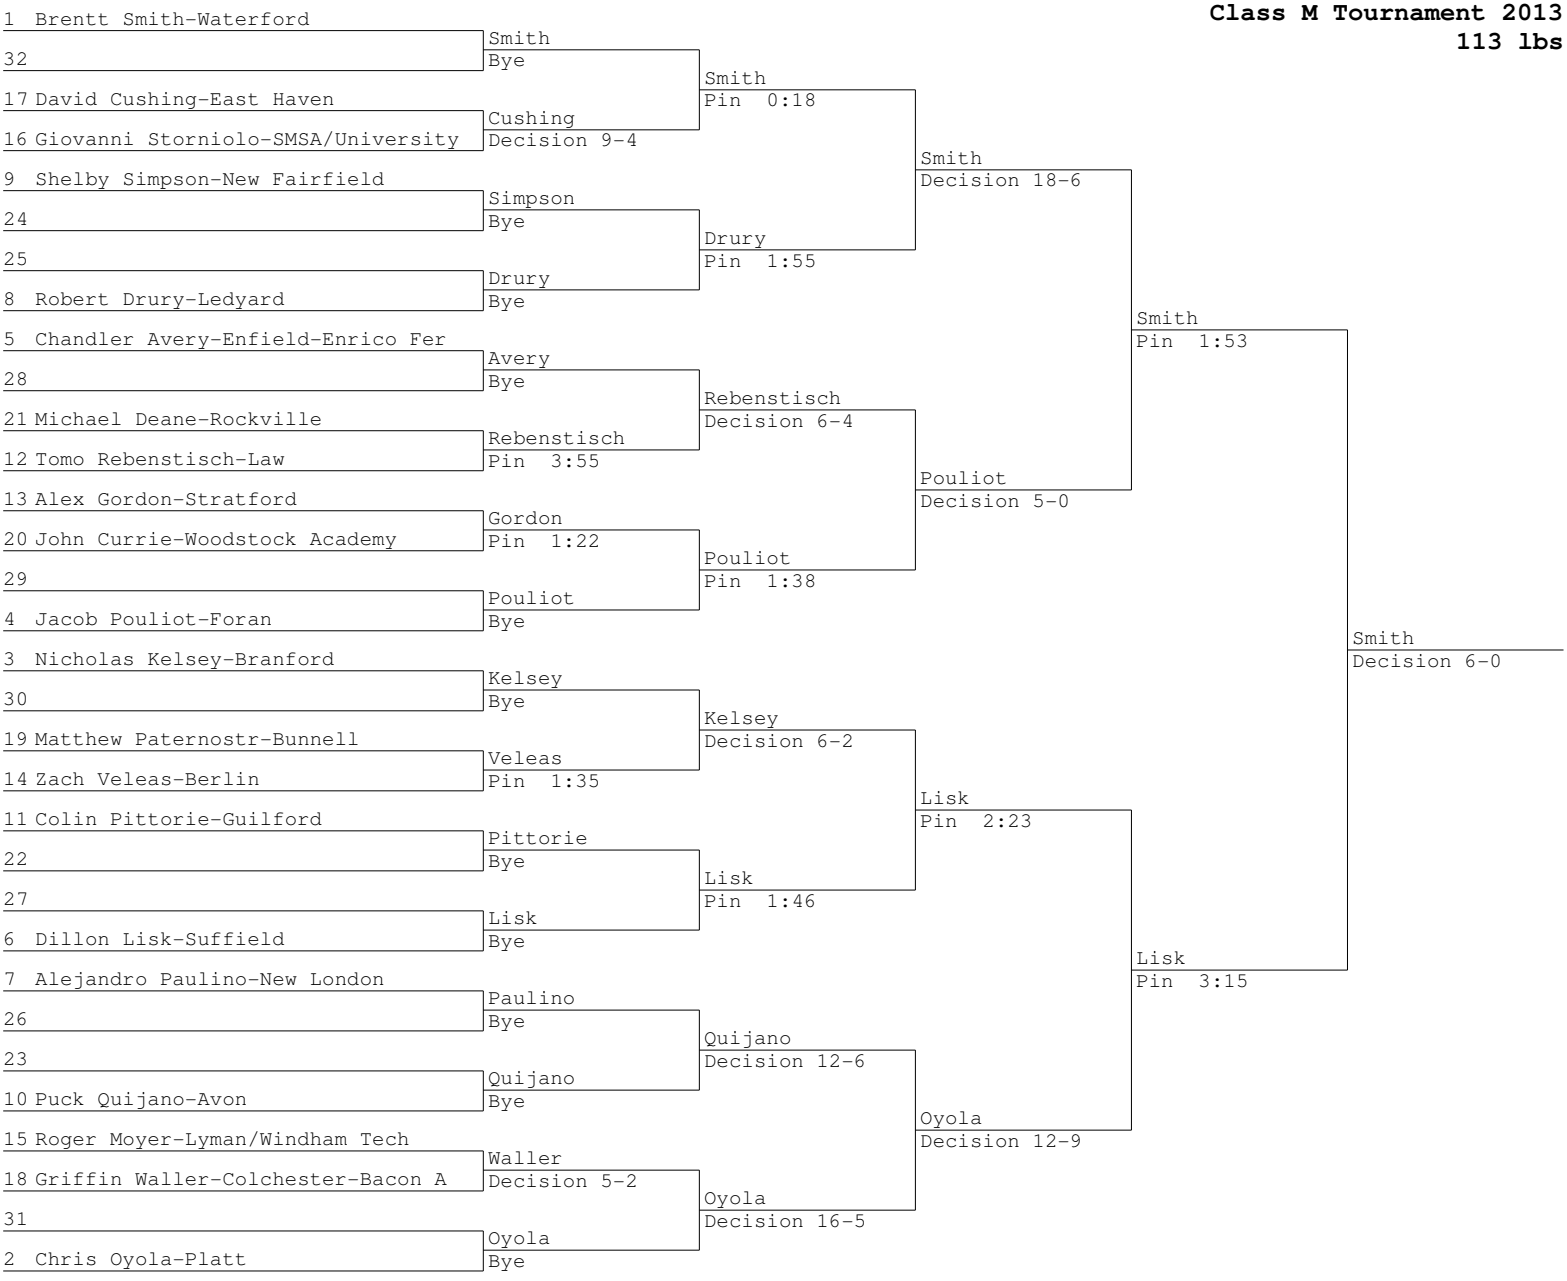 Class M Tournament 2013
113 lbs
1 Brentt Smith-Waterford
32
17 David Cushing-East Haven
16 Giovanni Storniolo-SMSA/University
9 Shelby Simpson-New Fairfield
24
25
8 Robert Drury-Ledyard
5 Chandler Avery-Enfield-Enrico Fer
28
21 Michael Deane-Rockville
12 Tomo Rebenstisch-Law
13 Alex Gordon-Stratford
20 John Currie-Woodstock Academy
29
4 Jacob Pouliot-Foran
3 Nicholas Kelsey-Branford
30
19 Matthew Paternostr-Bunnell
14 Zach Veleas-Berlin
11 Colin Pittorie-Guilford
22
27
6 Dillon Lisk-Suffield
7 Alejandro Paulino-New London
26
23
10 Puck Quijano-Avon
15 Roger Moyer-Lyman/Windham Tech
18 Griffin Waller-Colchester-Bacon A
31
2 Chris Oyola-Platt
Smith
Bye
Cushing
Decision 9-4
Simpson
Bye
Drury
Bye
Avery
Bye
Rebenstisch
Pin 3:55
Gordon
Pin 1:22
Pouliot
Bye
Kelsey
Bye
Veleas
Pin 1:35
Pittorie
Bye
Lisk
Bye
Paulino
Bye
Quijano
Bye
Waller
Decision 5-2
Oyola
Bye
Smith
Pin 0:18
Drury
Pin 1:55
Rebenstisch
Decision 6-4
Pouliot
Pin 1:38
Kelsey
Decision 6-2
Lisk
Pin 1:46
Quijano
Decision 12-6
Oyola
Decision 16-5
Smith
Decision 18-6
Pouliot
Decision 5-0
Lisk
Pin 2:23
Oyola
Decision 12-9
Smith
Pin 1:53
Lisk
Pin 3:15
Smith
Decision 6-0